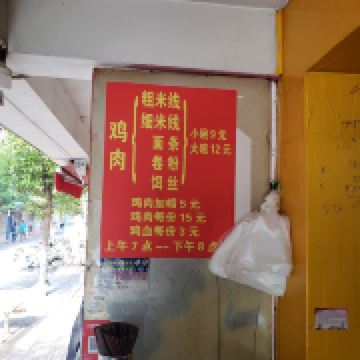 鸡肉
粗米线
细米线
面条
卷粉
饵丝
小碗9元
大碗12元
鸡肉加帽5元
鸡肉每份15元
鸡血每份3元
上午7点--下午8点